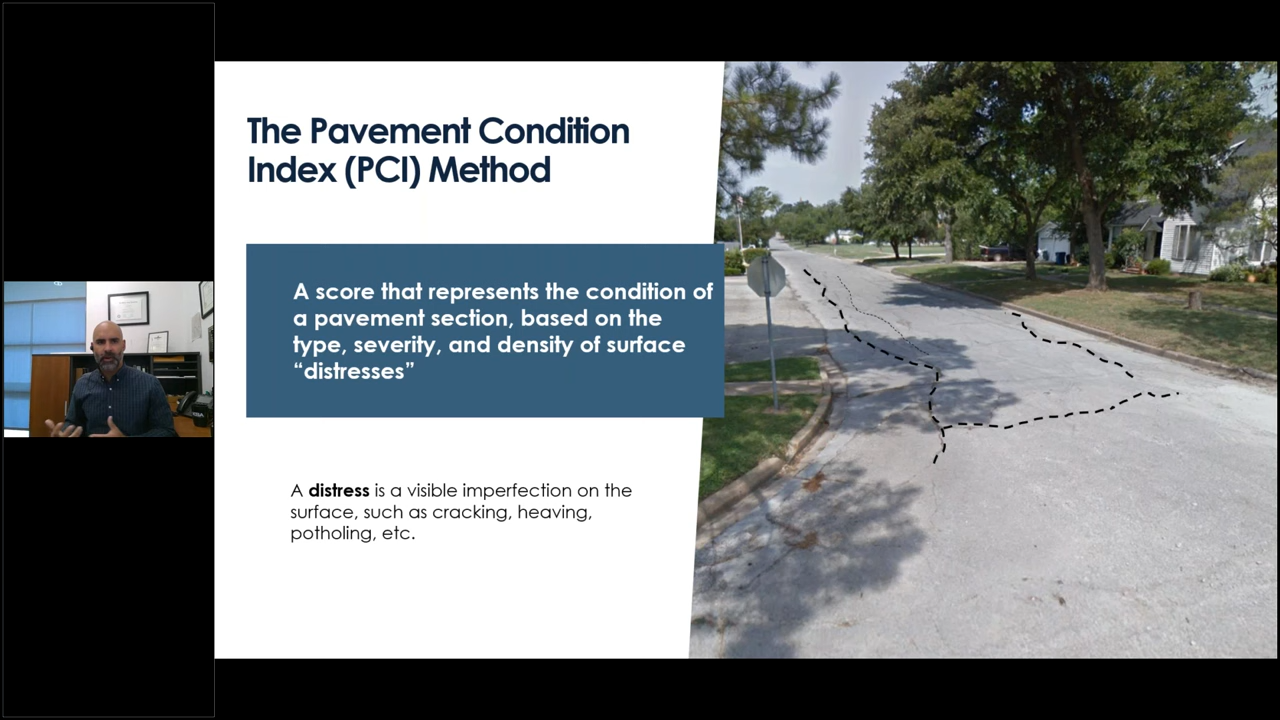 The Pavement Condition
Index (PCI) Method
A score that represents the condition of
a pavement section, based on the
type, severity, and density of surface
“distresses”
A distress is a visible imperfection on the
surface, such as cracking, heaving,
potholing, etc.